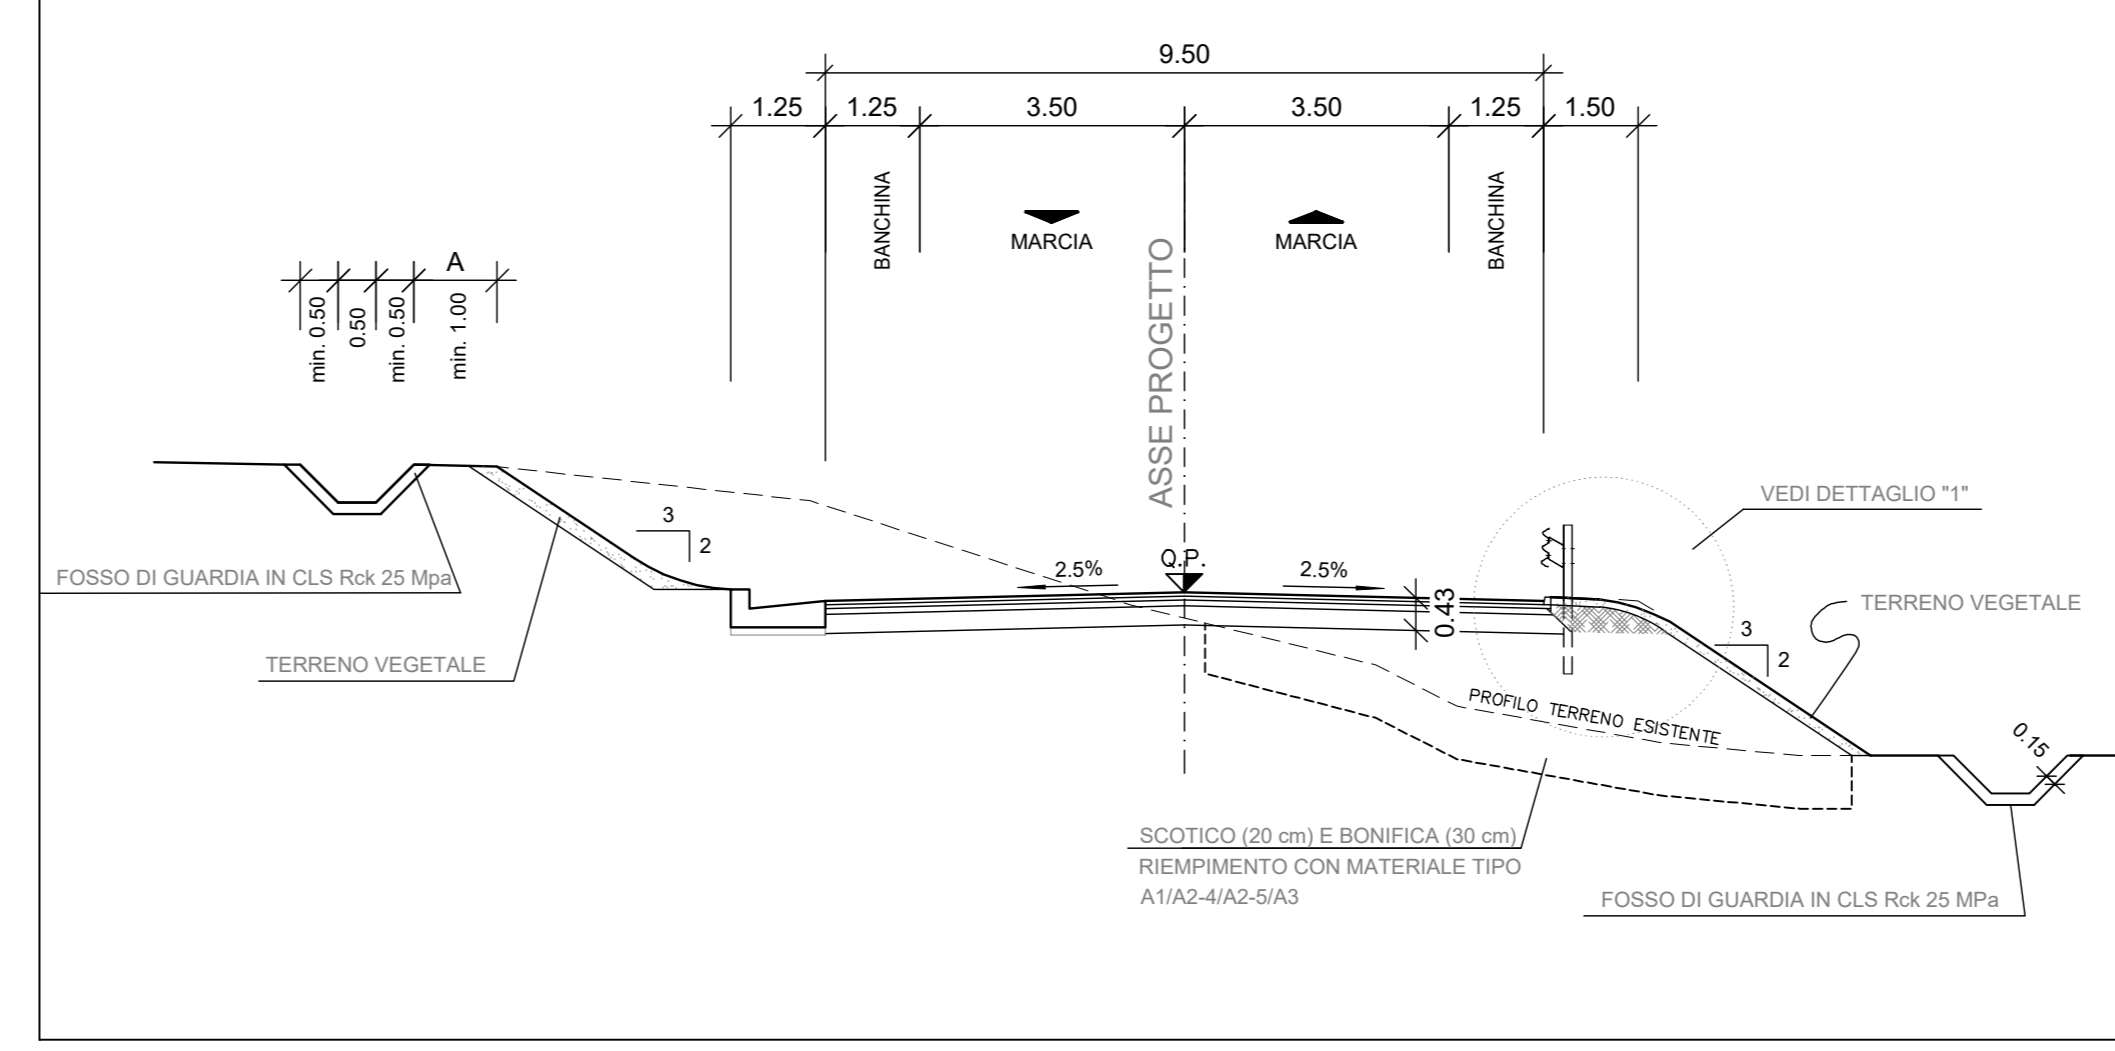 9.50
1.25 1.25 3.50 3.50 1.25 1.50
BANCHINA
MARCIA
MARCIA
BANCHINA
ASSE PROGETTO
A
min. 0.50
0.50
min. 0.50
min. 1.00
VEDI DETTAGLIO "1"
3
2
Q.P.
2.5%
2.5%
0.43
FOSSO DI GUARDIA IN CLS Rck 25 Mpa
TERRENO VEGETALE
TERRENO VEGETALE
3
2
PROFILO TERRENO ESISTENTE
0.15
SCOTICO (20 cm) E BONIFICA (30 cm)
RIEMPIMENTO CON MATERIALE TIPO
A1/A2-4/A2-5/A3
FOSSO DI GUARDIA IN CLS Rck 25 MPa